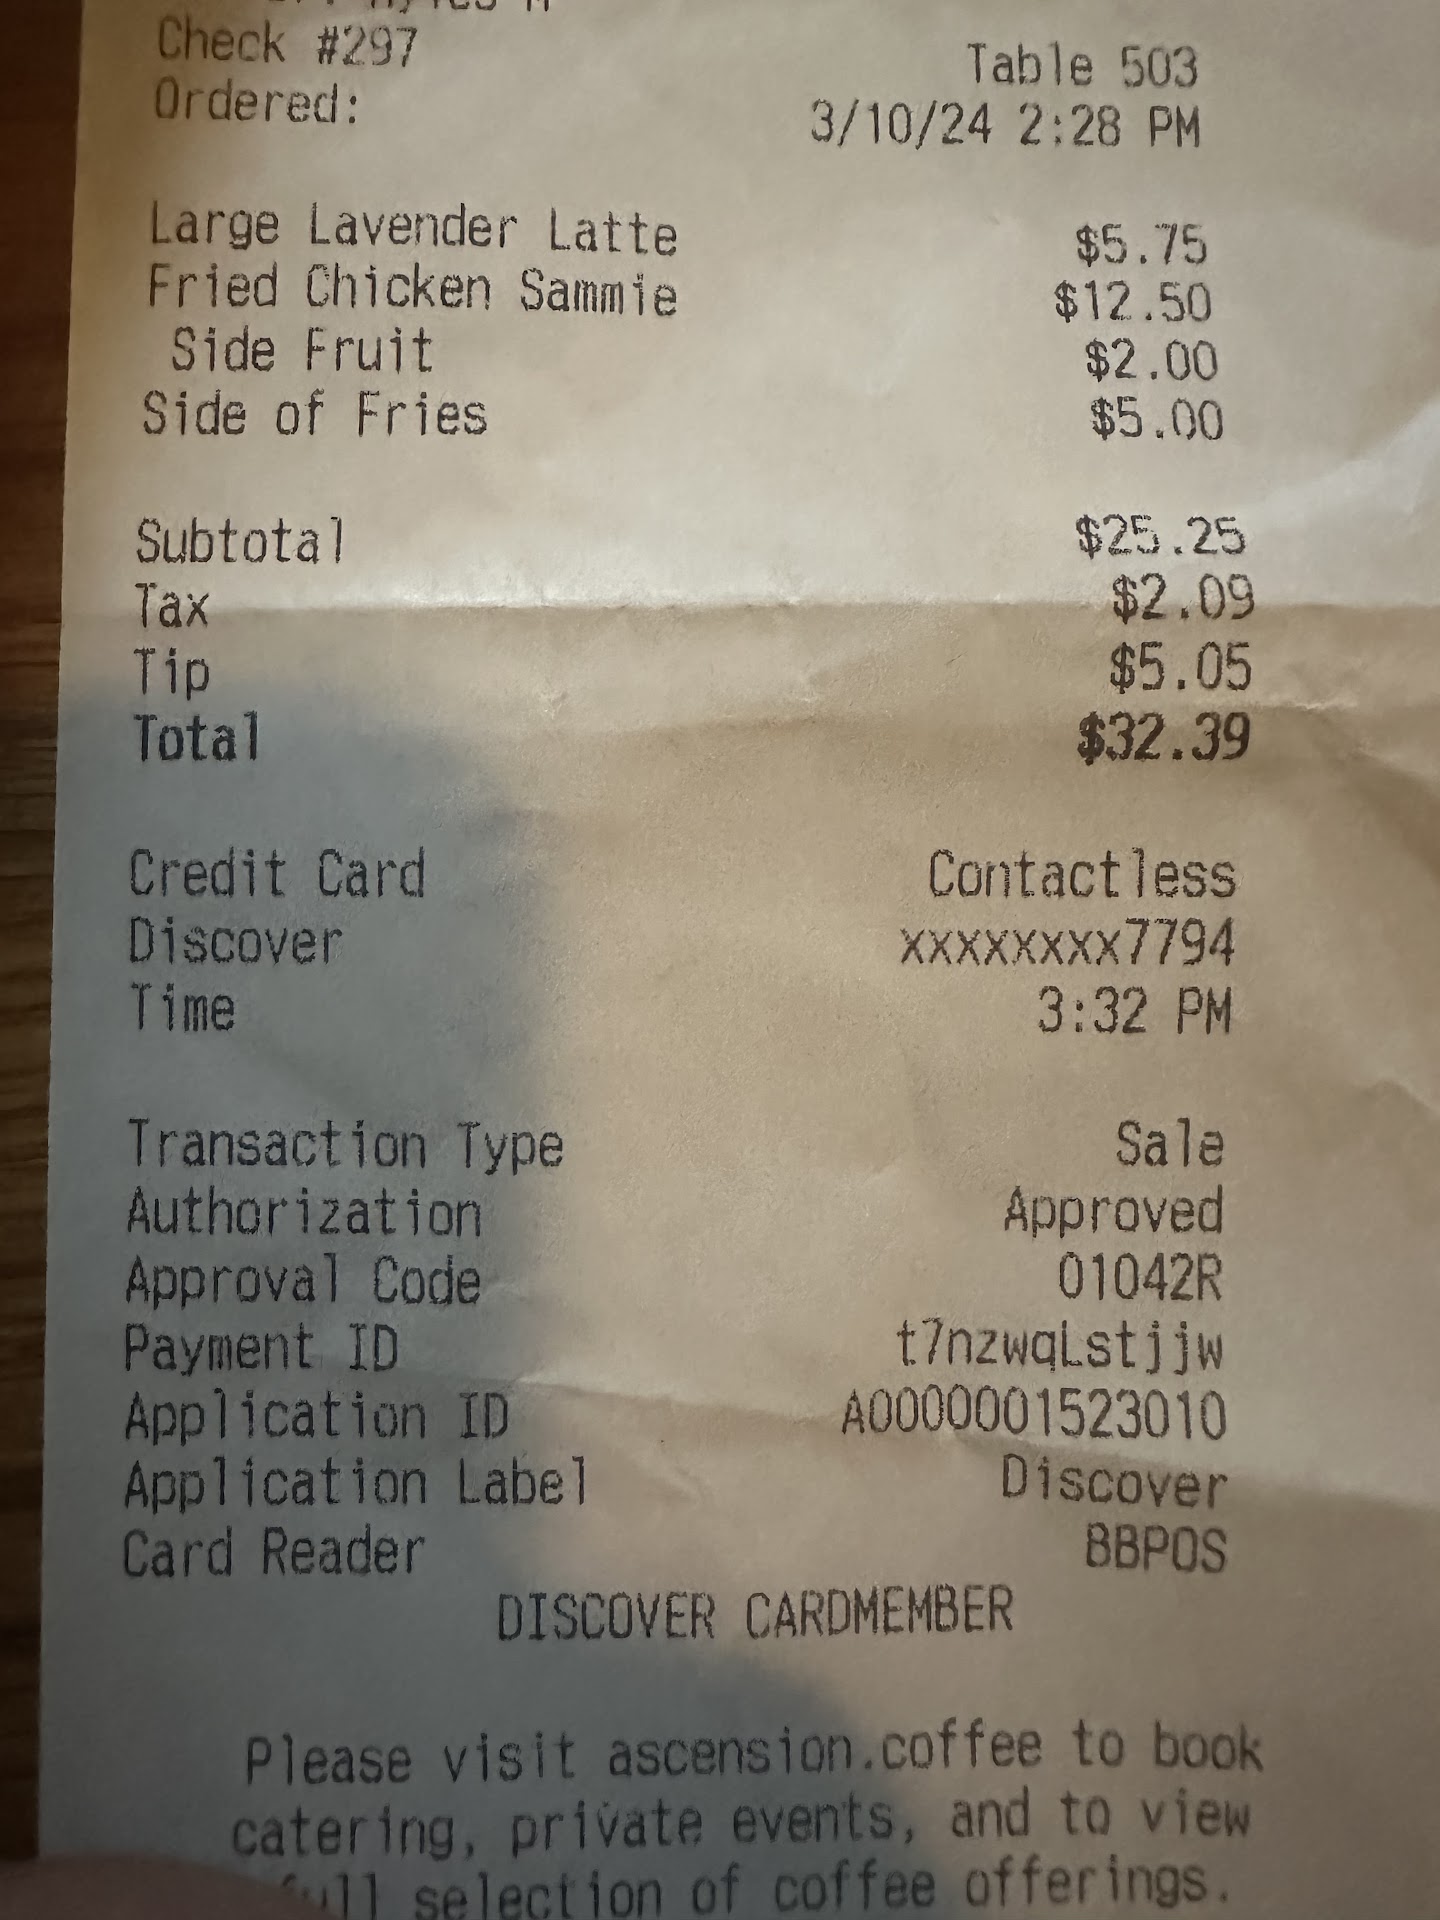 Check #297
Table 503
Ordered: 3/10/24 2:28 PM
Large Lavender Latte $5.75
Fried Chicken Sammie $12.50
Side Fruit $2.00
Side of Fries $5.00
Subtotal $25.25
Tax $2.09
Tip $5.05
Total $32.39
Credit Card Contactless
Discover xxxxxxxx7794
Time 3:32 PM
Transaction Type Sale
Authorization Approved
Approval Code 01042R
Payment ID t7nzwqLstjjw
Application ID A0000001523010
Application Label Discover
Card Reader BBPOS
DISCOVER CARDMEMBER
Please visit ascension.coffee to book
catering, private events, and to view
full selection of coffee offerings.